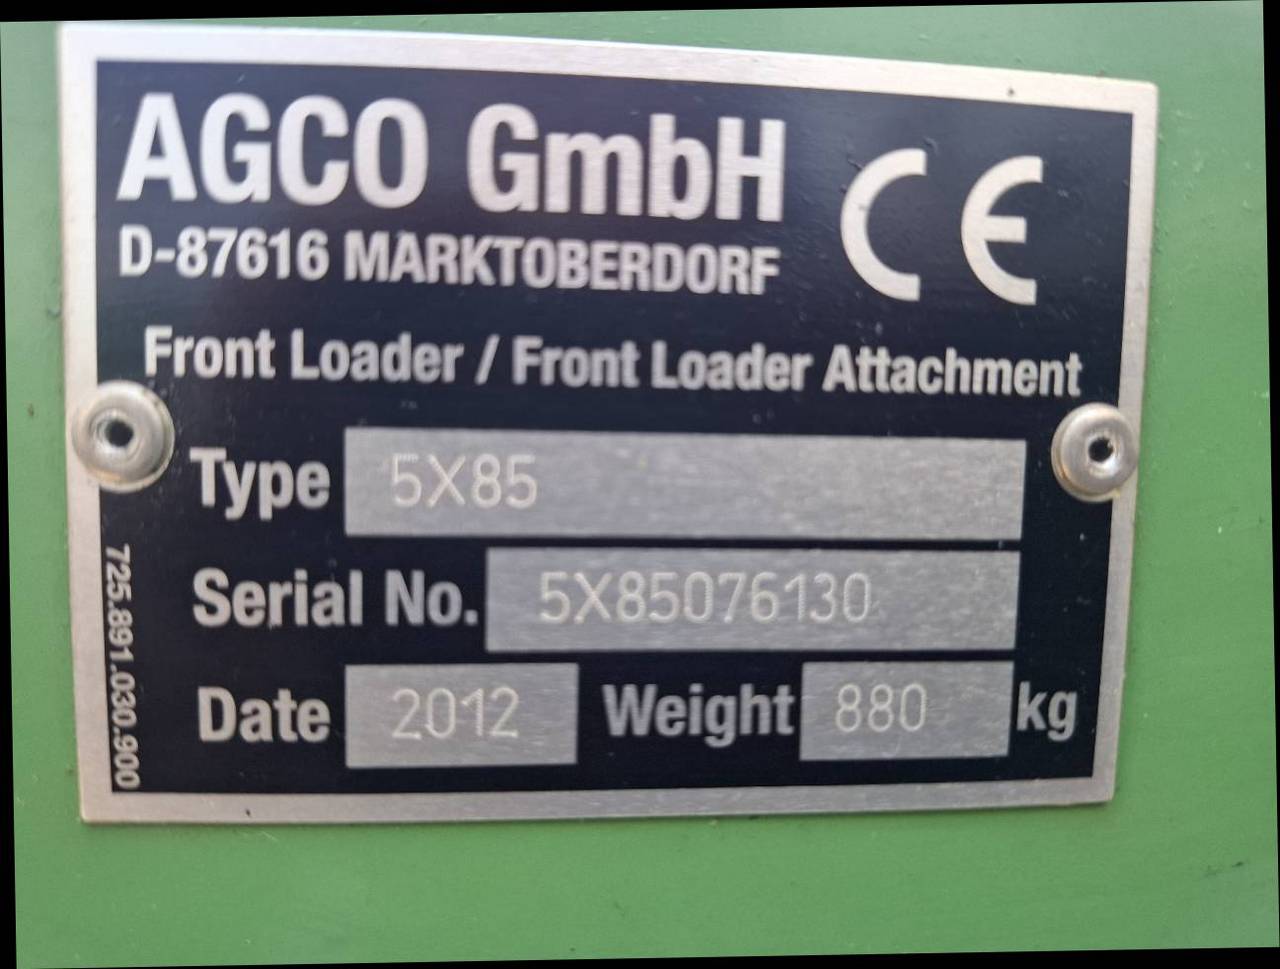 AGCO GmbH
D-87616 MARKTOBERDORF
CE
Front Loader / Front Loader Attachment
Type 5X85
Serial No. 5X85076130
Date 2012 Weight 880 kg
725.891.030.900